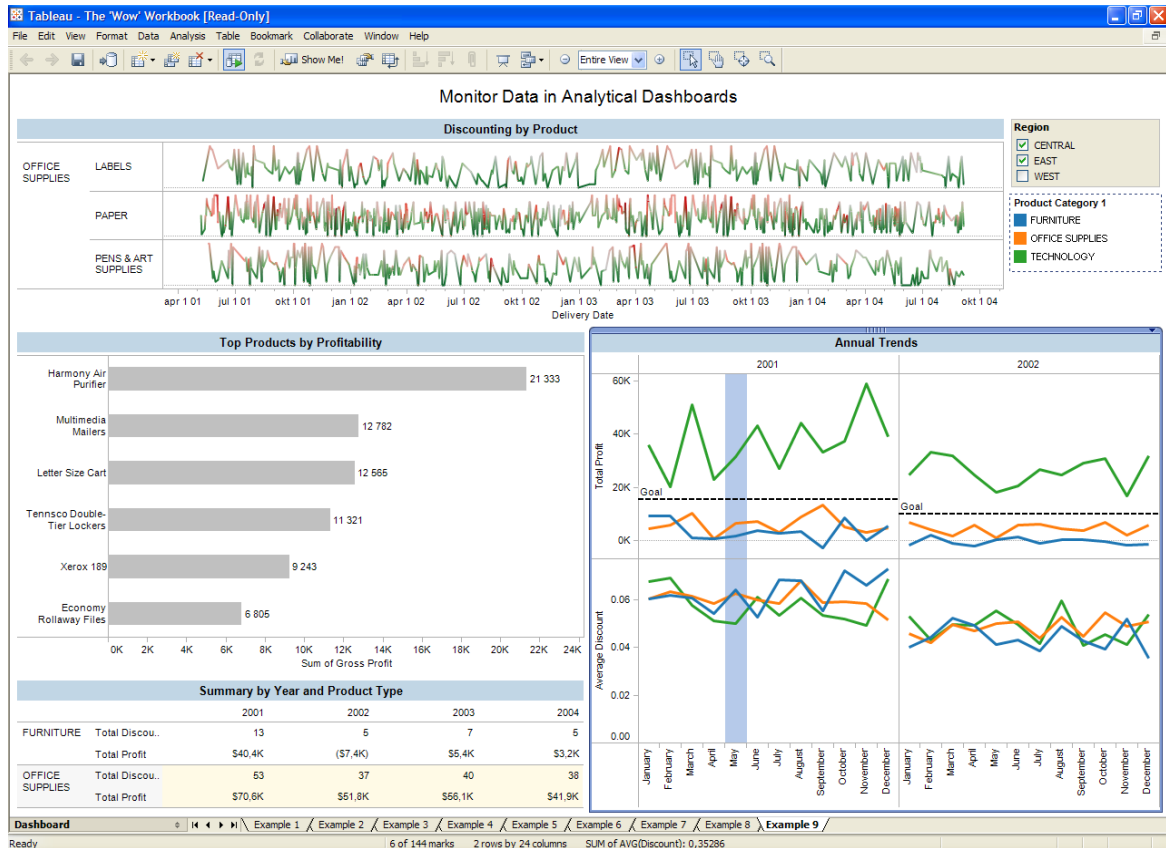 Tableau - The 'Wow' Workbook [Read-Only]
File Edit View Format Data Analysis Table Bookmark Collaborate Window Help
Show Me! Entire View
Monitor Data in Analytical Dashboards
Discounting by Product
OFFICE SUPPLIES
LABELS
PAPER
PENS & ART SUPPLIES
apr 1 01 jul 1 01 okt 1 01 jan 1 02 apr 1 02 jul 1 02 okt 1 02 jan 1 03 apr 1 03 jul 1 03 okt 1 03 jan 1 04 apr 1 04 jul 1 04 okt 1 04
Delivery Date
Region
CENTRAL
EAST
WEST
Product Category 1
FURNITURE
OFFICE SUPPLIES
TECHNOLOGY
Top Products by Profitability
Harmony Air Purifier 21 333
Multimedia Mailers 12 782
Letter Size Cart 12 565
Tennsco Double-Tier Lockers 11 321
Xerox 189 9 243
Economy Rollaway Files 6 805
0K 2K 4K 6K 8K 10K 12K 14K 16K 18K 20K 22K 24K
Sum of Gross Profit
Annual Trends
2001 2002
Total Profit
60K
40K
20K
0K
Goal
Goal
Average Discount
0.06
0.04
0.02
0.00
January February March April May June July August September October November December January February March April May June July August September October November December
Summary by Year and Product Type
2001 2002 2003 2004
FURNITURE Total Discou.. 13 5 7 5
Total Profit $40,4K ($7,4K) $5,4K $3,2K
OFFICE SUPPLIES Total Discou.. 53 37 40 38
Total Profit $70,6K $51,8K $56,1K $41,9K
Dashboard Example 1 Example 2 Example 3 Example 4 Example 5 Example 6 Example 7 Example 8 Example 9
Ready 6 of 144 marks 2 rows by 24 columns SUM of AVG(Discount): 0,35286